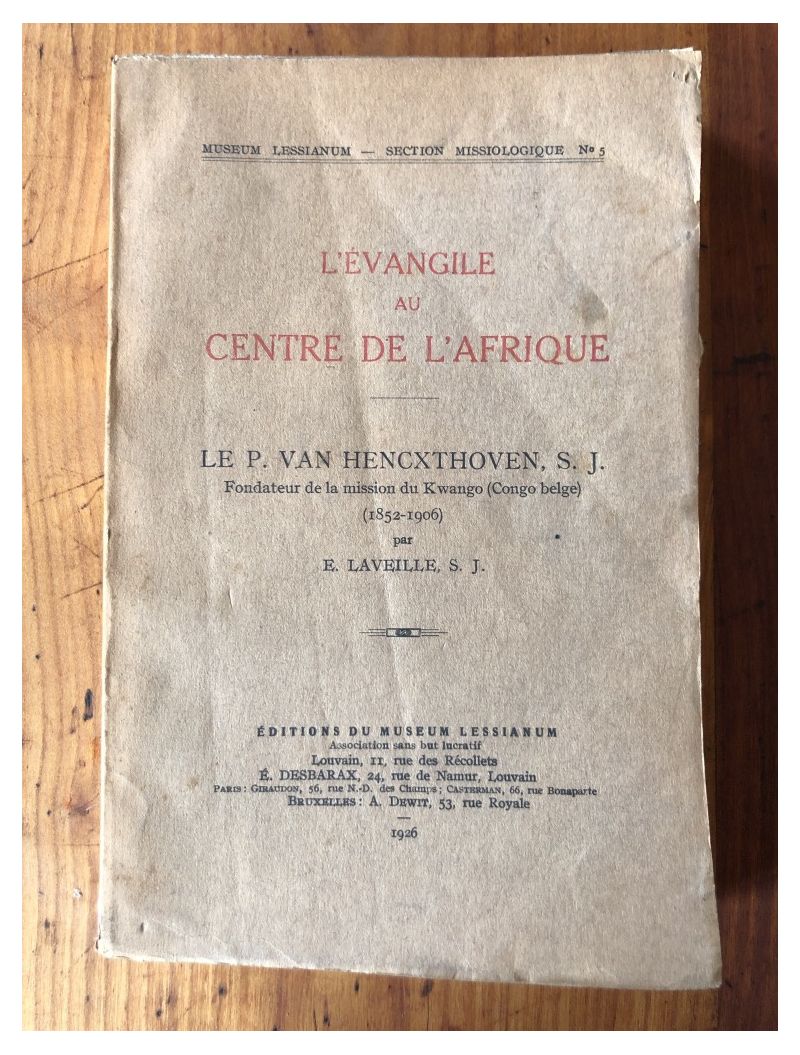 MUSEUM LESSIANUM — SECTION MISSIOLOGIQUE Nº 5
L'ÉVANGILE
AU
CENTRE DE L'AFRIQUE
LE P. VAN HENCXTHOVEN, S. J.
Fondateur de la mission du Kwango (Congo belge)
(1852-1906)
par
E. LAVEILLE, S. J.
ÉDITIONS DU MUSEUM LESSIANUM
Association sans but lucratif
Louvain, 11, rue des Récollets
É. DESBARAX, 24, rue de Namur, Louvain
PARIS : GIRAUDON, 56, rue N.-D. des Champs ; CASTERMAN, 66, rue Bonaparte
BRUXELLES : A. DEWIT, 53, rue Royale
1926